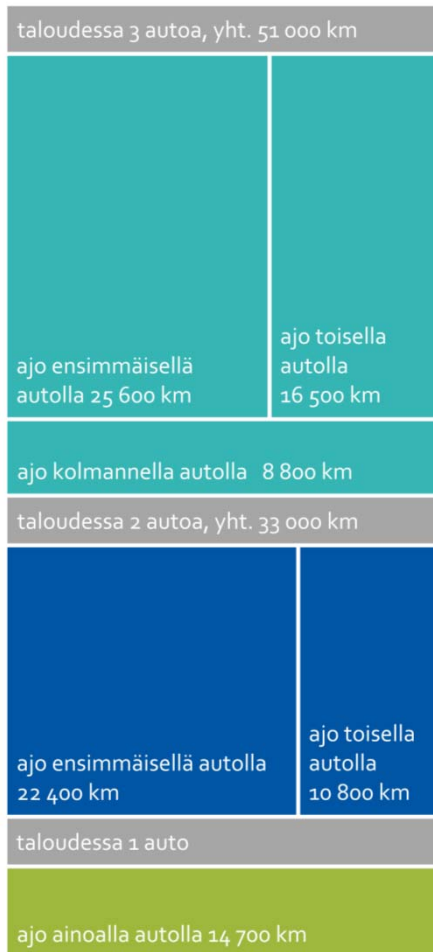 taloudessa 3 autoa, yht. 51 000 km
ajo ensimmäisellä
autolla 25 600 km
ajo toisella
autolla
16 500 km
ajo kolmannella autolla 8 800 km
taloudessa 2 autoa, yht. 33 000 km
ajo ensimmäisellä autolla
22 400 km
ajo toisella
autolla
10 800 km
taloudessa 1 auto
ajo ainoalla autolla 14 700 km